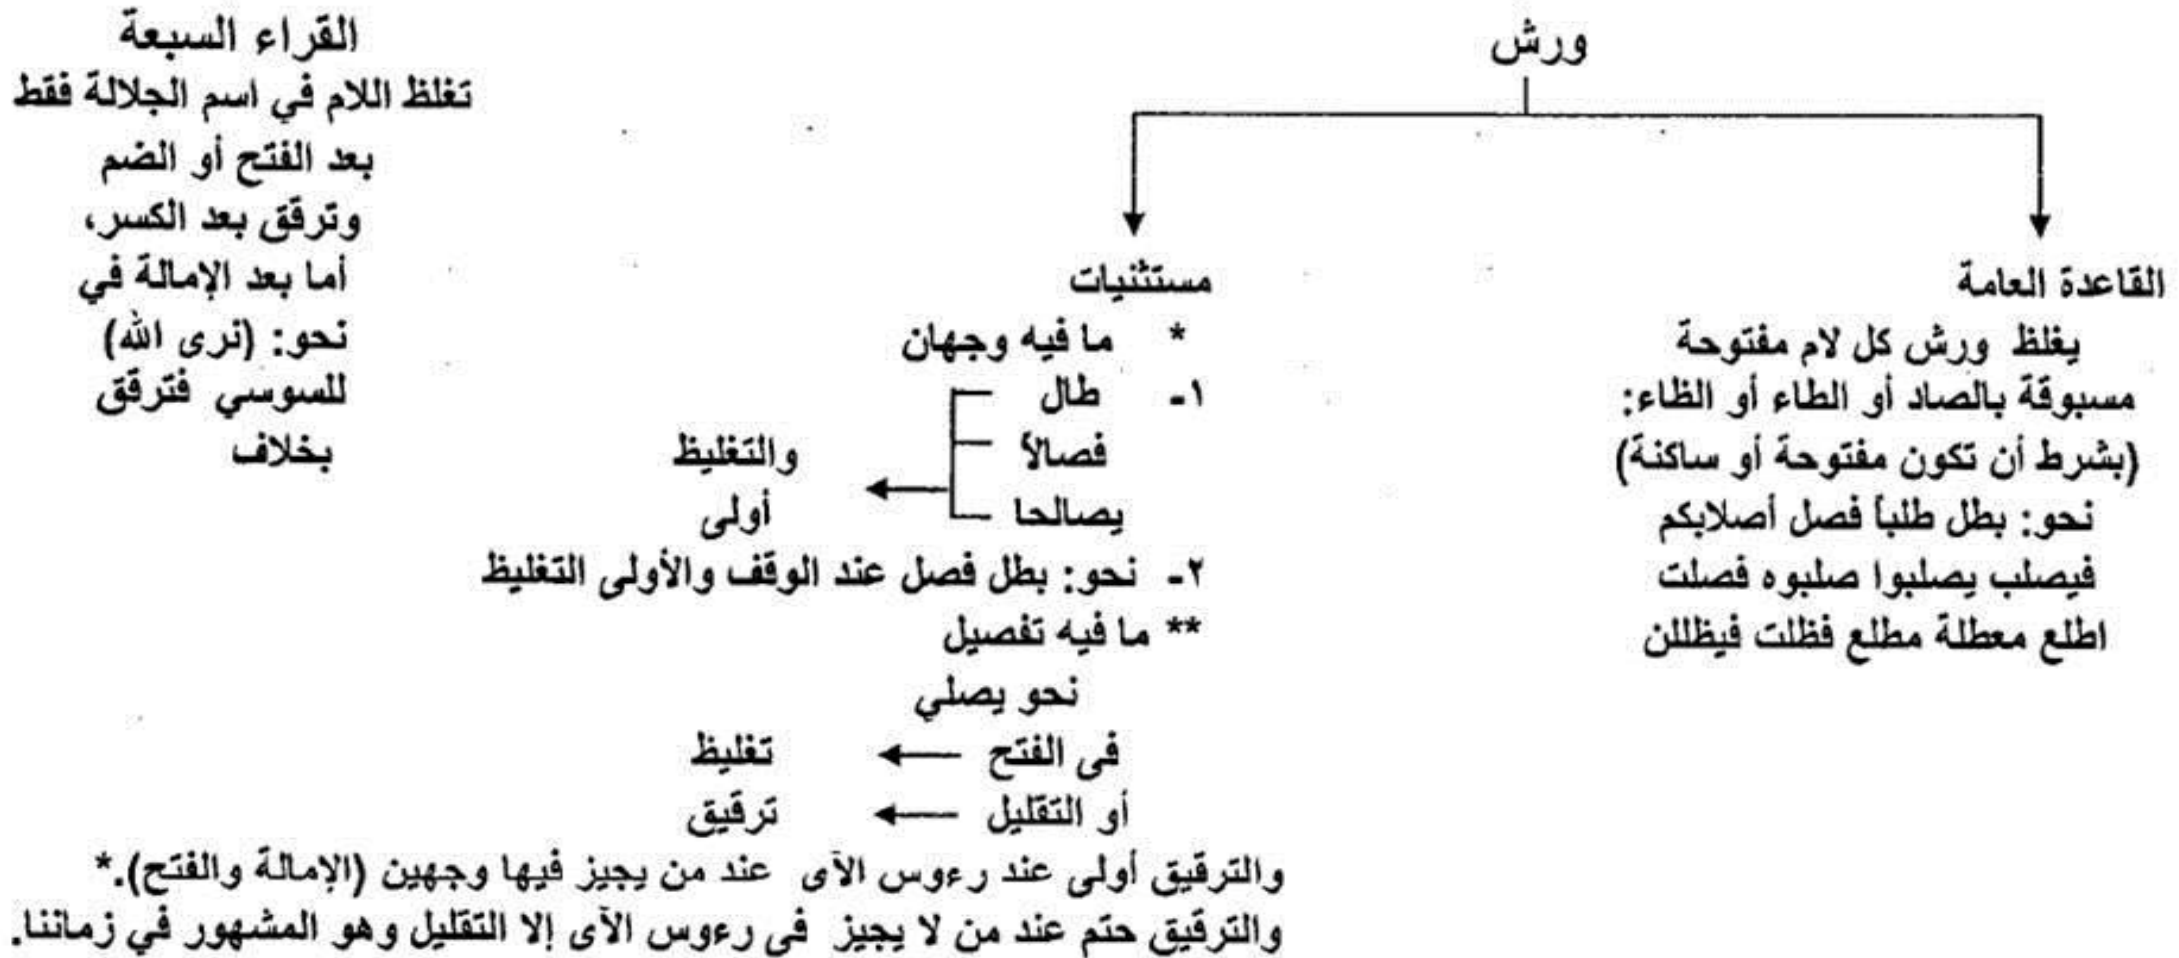 ورش
القاعدة العامة
يغلظ ورش كل لام مفتوحة
مسبوقة بالصاد أو الطاء أو الظاء:
(بشرط أن تكون مفتوحة أو ساكنة)
نحو: بطل طلباً فصل أصلابكم
فيصلب يصلبوا صلبوه فصلت
اطلع معطلة مطلع فظلت فيظللن
مستثنيات
* ما فيه وجهان
١- طال
فصالاً
يصالحا
والتغليظ
أولى
٢- نحو: بطل فصل عند الوقف والأولى التغليظ
** ما فيه تفصيل
نحو يصلي
فى الفتح ← تغليظ
أو التقليل ← ترقيق
والترقيق أولى عند رءوس الآى عند من يجيز فيها وجهين (الإمالة والفتح).*
والترقيق حتم عند من لا يجيز فى رءوس الآى إلا التقليل وهو المشهور في زماننا.
القراء السبعة
تغلظ اللام في اسم الجلالة فقط
بعد الفتح أو الضم
وترقق بعد الكسر،
أما بعد الإمالة في
نحو: (نرى الله)
للسوسي فترقق
بخلاف